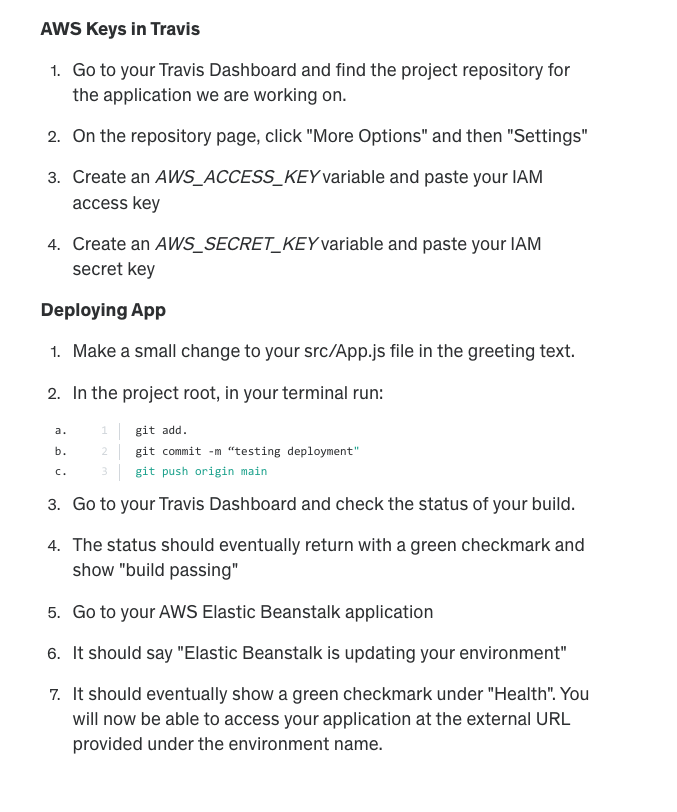 AWS Keys in Travis
1. Go to your Travis Dashboard and find the project repository for
the application we are working on.
2. On the repository page, click "More Options" and then "Settings"
3. Create an AWS_ACCESS_KEY variable and paste your IAM
access key
4. Create an AWS_SECRET_KEY variable and paste your IAM
secret key
Deploying App
1. Make a small change to your src/App.js file in the greeting text.
2. In the project root, in your terminal run:
a. 1 git add.
b. 2 git commit -m “testing deployment"
c. 3 git push origin main
3. Go to your Travis Dashboard and check the status of your build.
4. The status should eventually return with a green checkmark and
show "build passing"
5. Go to your AWS Elastic Beanstalk application
6. It should say "Elastic Beanstalk is updating your environment"
7. It should eventually show a green checkmark under "Health". You
will now be able to access your application at the external URL
provided under the environment name.